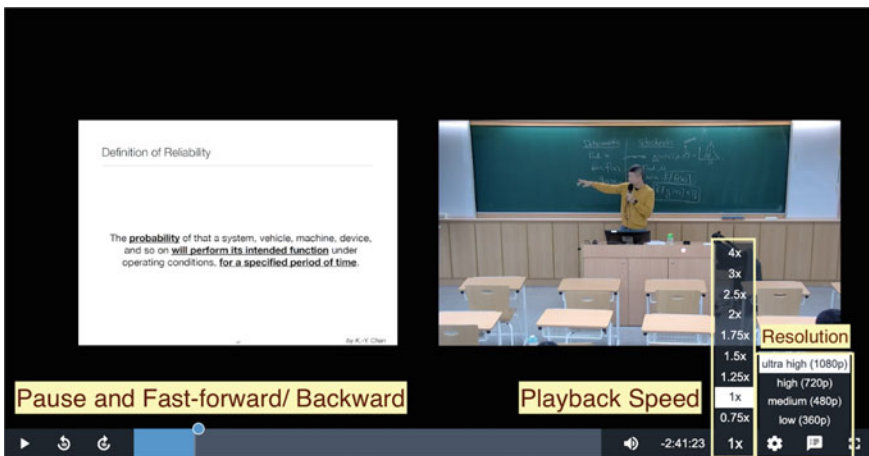 Definition of Reliability
The probability of that a system, vehicle, machine, device,
and so on will perform its intended function under
operating conditions, for a specified period of time.
by K.-Y. Chan
4x
3x
2.5x
2x
1.75x
1.5x
1.25x
1x
0.75x
Resolution
ultra high (1080p)
high (720p)
medium (480p)
low (360p)
Pause and Fast-forward/ Backward
Playback Speed
-2:41:23
1x